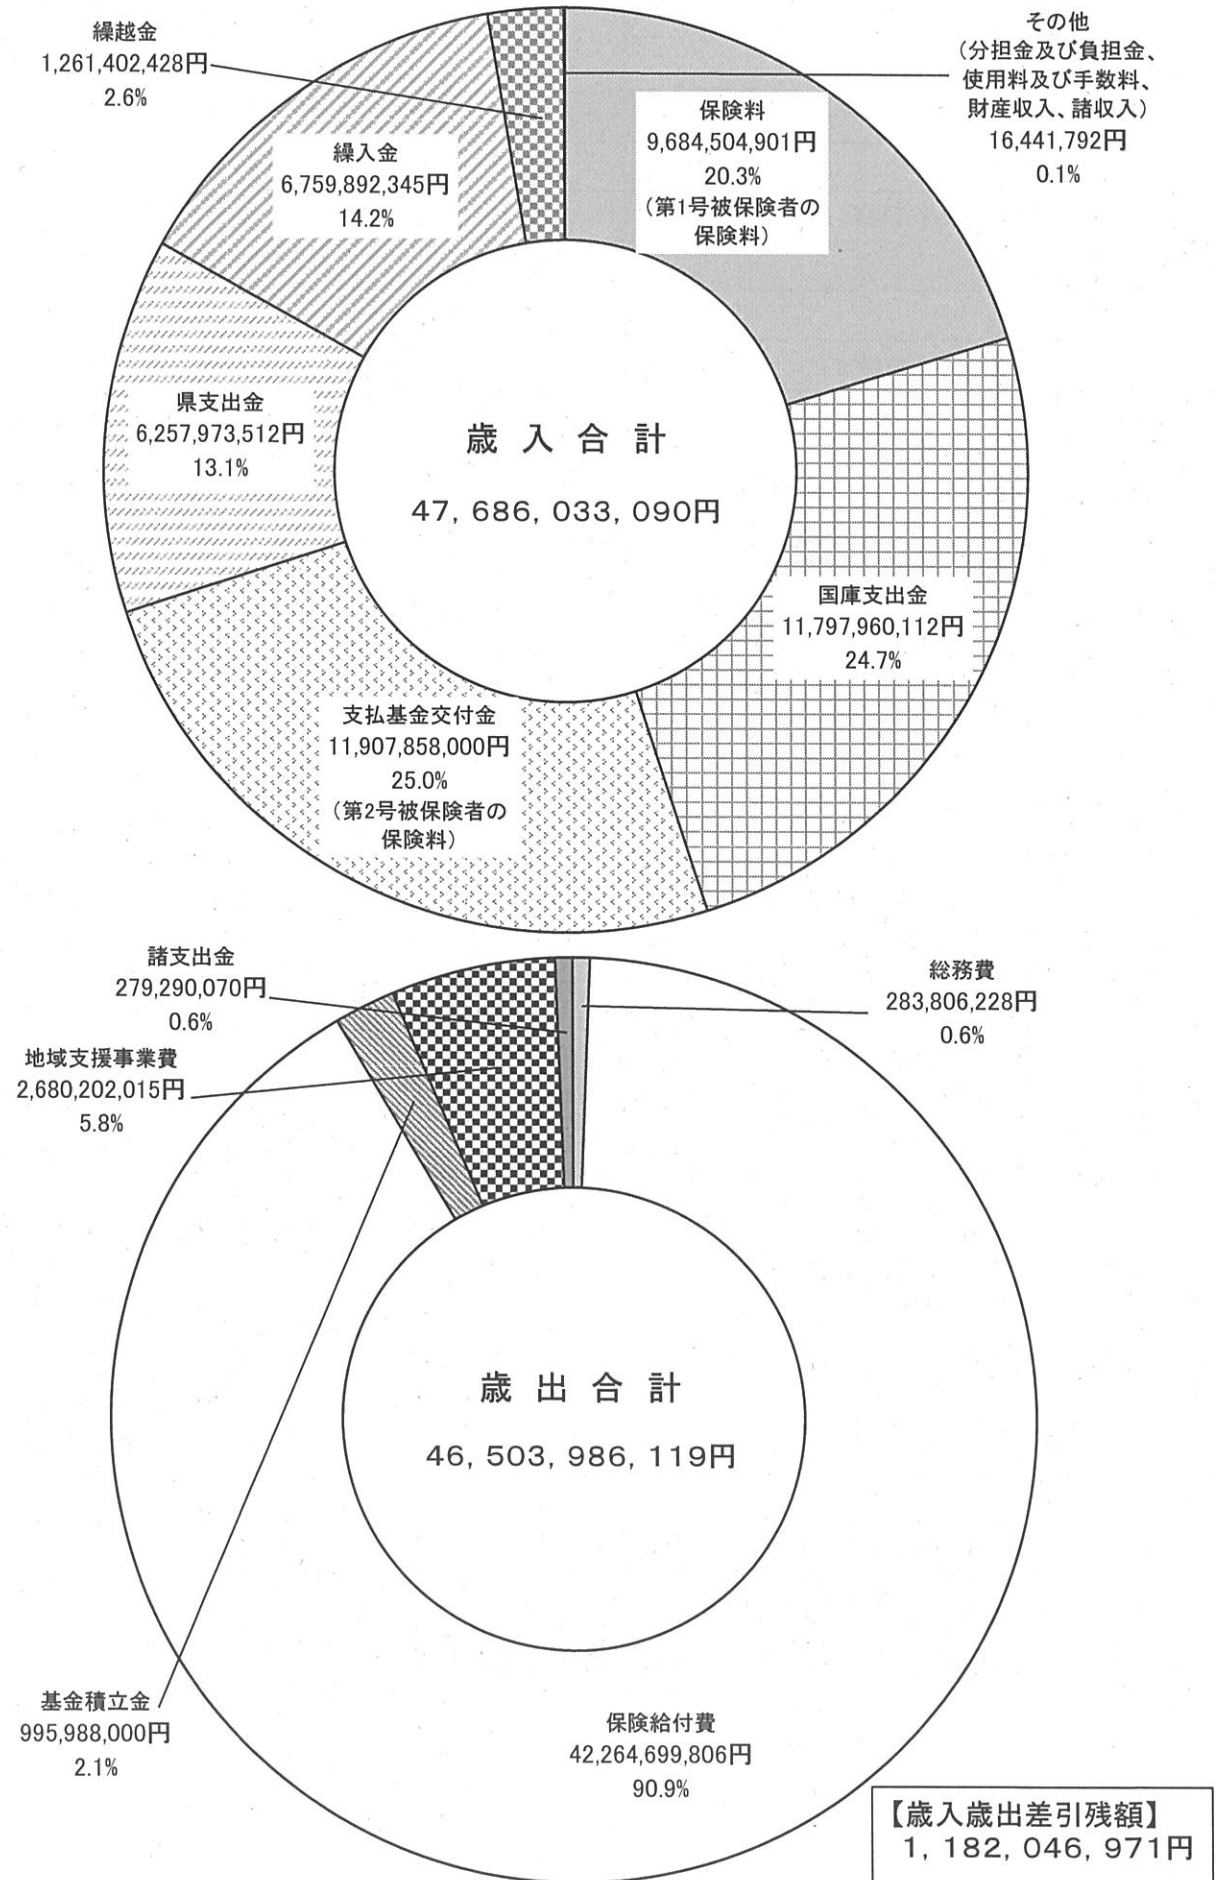 繰越金
1,261,402,428円
2.6%
その他
(分担金及び負担金、
使用料及び手数料、
財産収入、諸収入)
16,441,792円
0.1%
保険料
9,684,504,901円
20.3%
(第1号被保険者の
保険料)
繰入金
6,759,892,345円
14.2%
県支出金
6,257,973,512円
13.1%
歳入合計
47,686,033,090円
国庫支出金
11,797,960,112円
24.7%
支払基金交付金
11,907,858,000円
25.0%
(第2号被保険者の
保険料)
諸支出金
279,290,070円
0.6%
総務費
283,806,228円
0.6%
地域支援事業費
2,680,202,015円
5.8%
歳出合計
46,503,986,119円
基金積立金
995,988,000円
2.1%
保険給付費
42,264,699,806円
90.9%
【歳入歳出差引残額】
1,182,046,971円